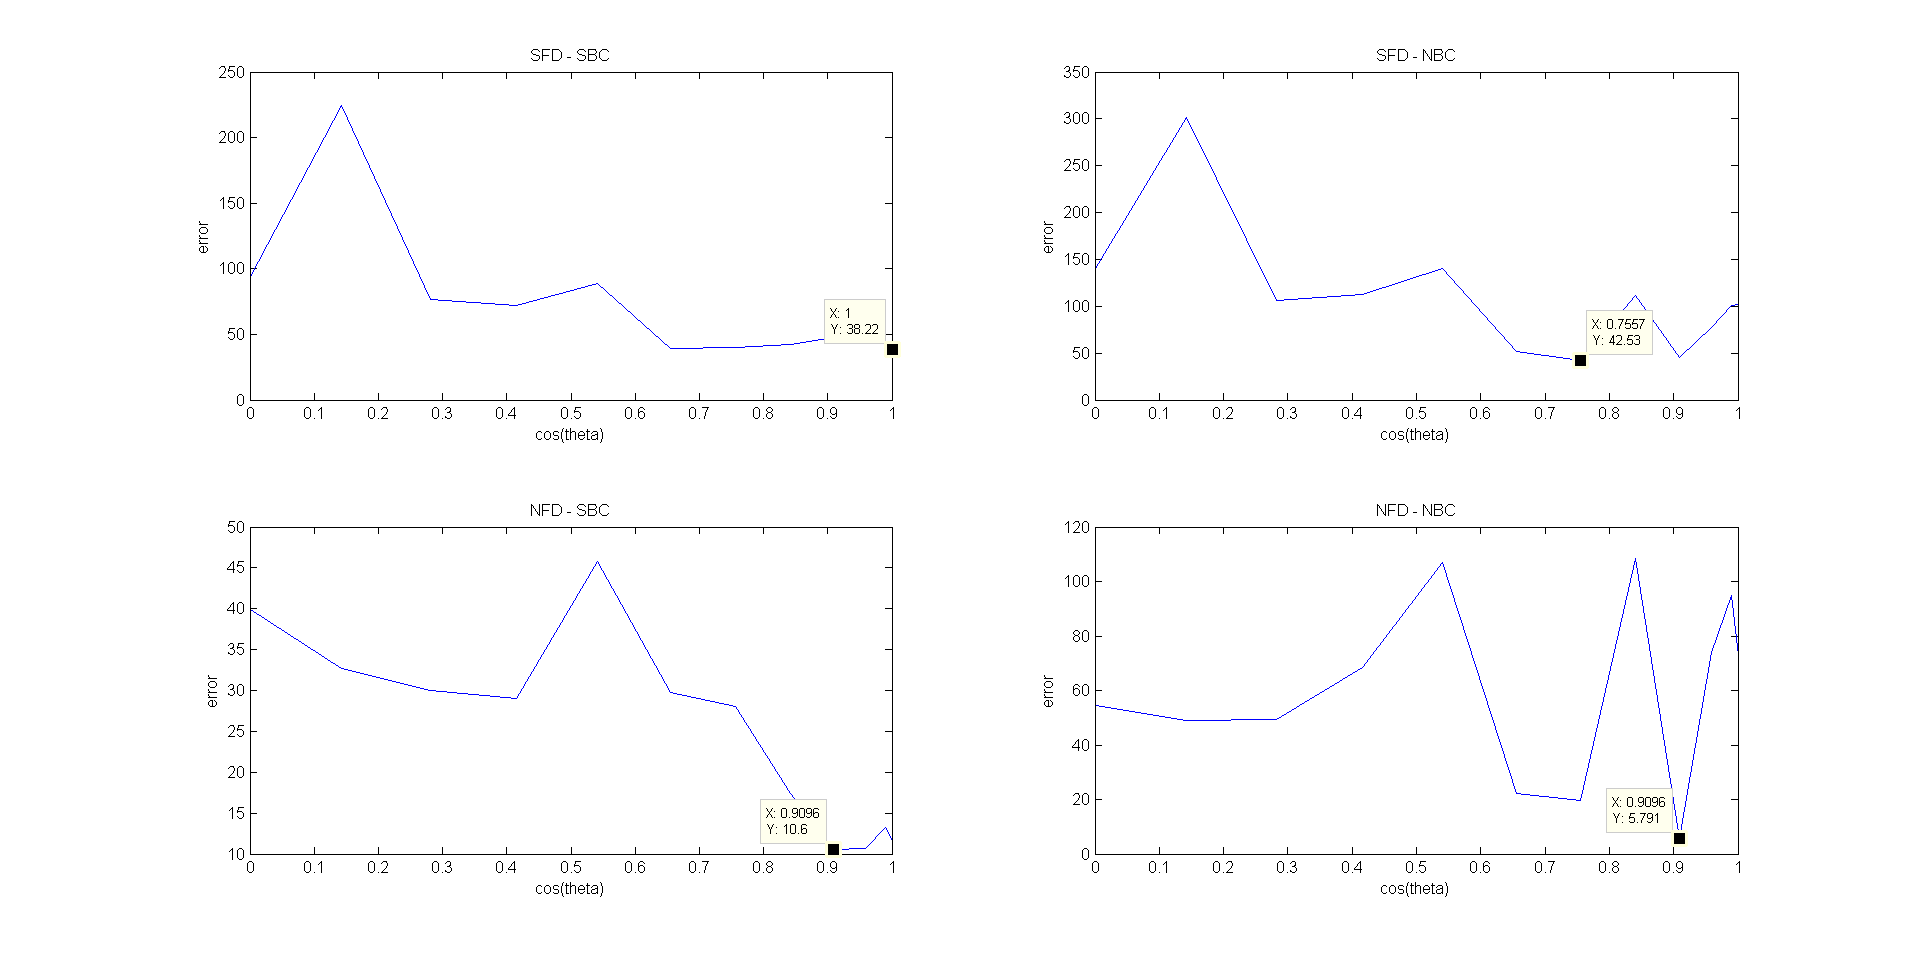 SFD - SBC
250
200
150
100
50
0
error
X: 1
Y: 38.22
0 0.1 0.2 0.3 0.4 0.5 0.6 0.7 0.8 0.9 1
cos(theta)
SFD - NBC
350
300
250
200
150
100
50
0
error
X: 0.7557
Y: 42.53
0 0.1 0.2 0.3 0.4 0.5 0.6 0.7 0.8 0.9 1
cos(theta)
NFD - SBC
50
45
40
35
30
25
20
15
10
error
X: 0.9096
Y: 10.6
0 0.1 0.2 0.3 0.4 0.5 0.6 0.7 0.8 0.9 1
cos(theta)
NFD - NBC
120
100
80
60
40
20
0
error
X: 0.9096
Y: 5.791
0 0.1 0.2 0.3 0.4 0.5 0.6 0.7 0.8 0.9 1
cos(theta)